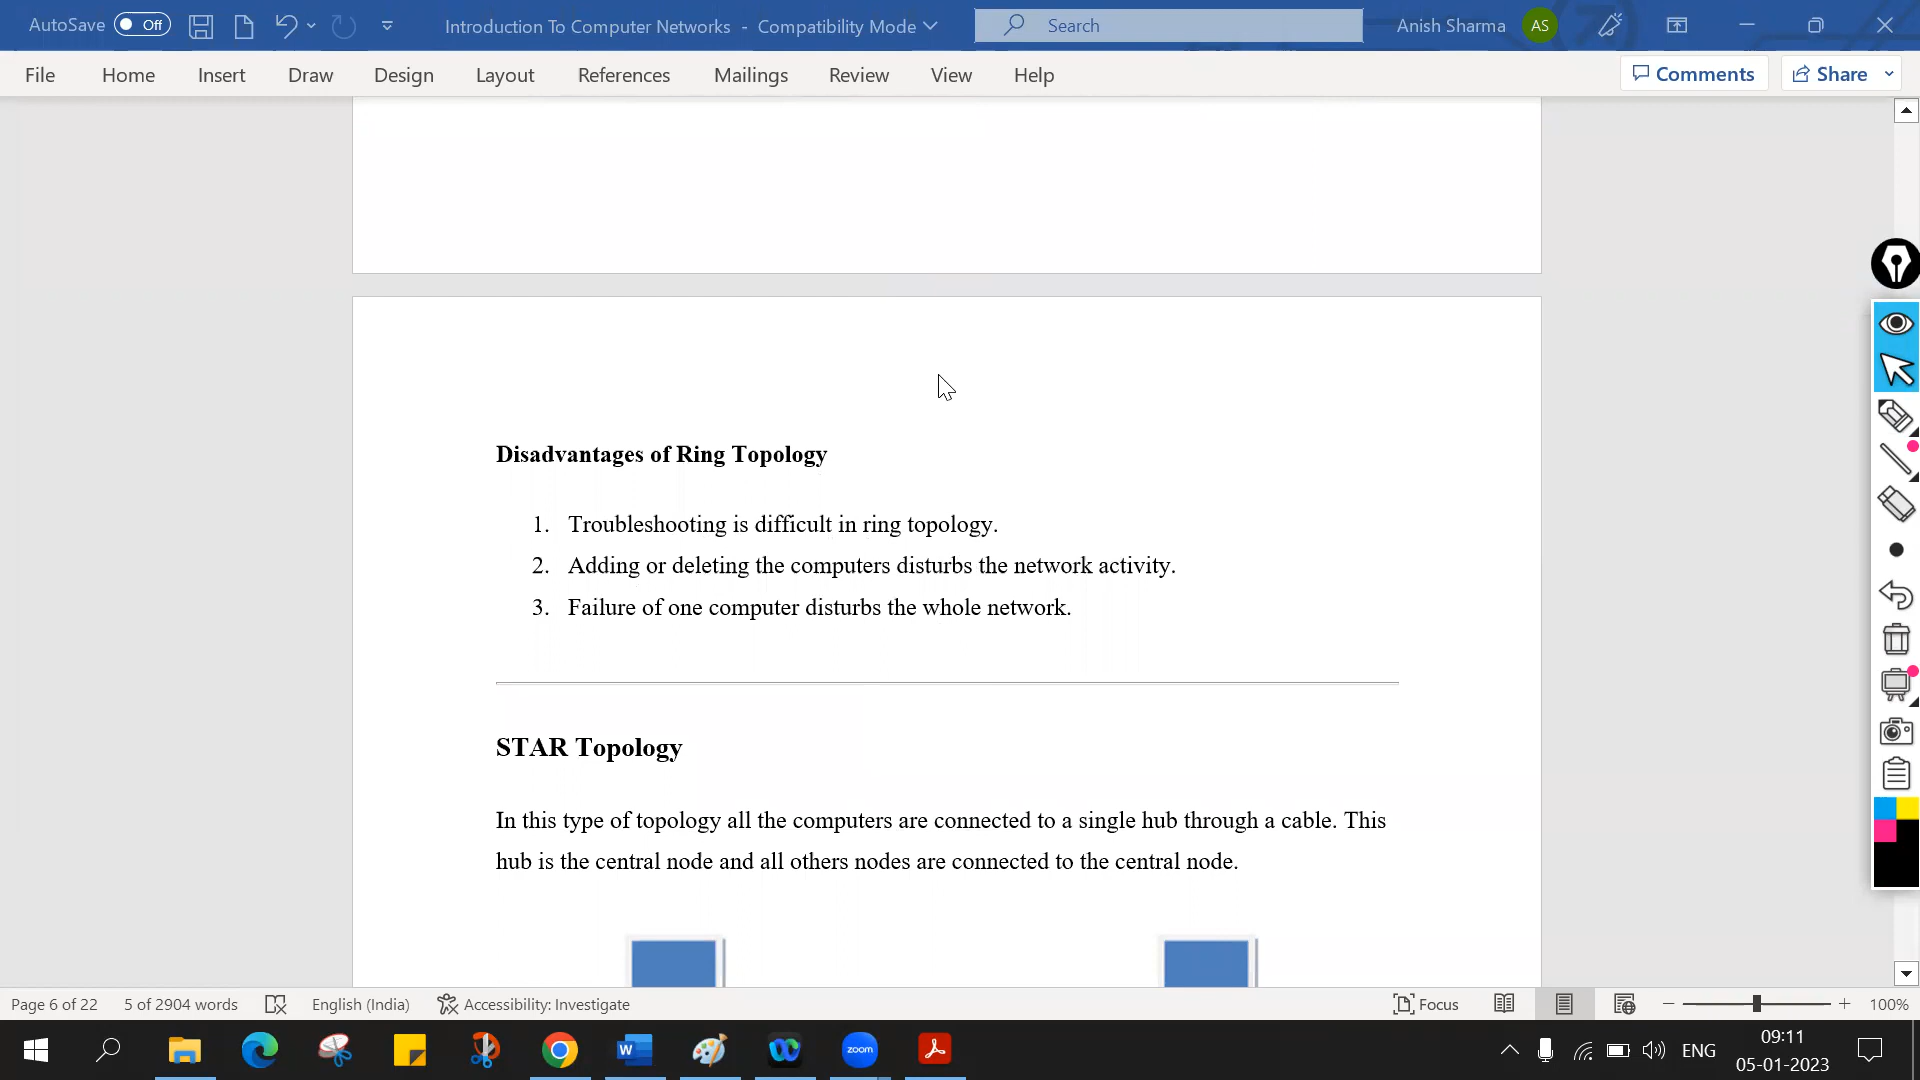 AutoSave Off Introduction To Computer Networks - Compatibility Mode Search Anish Sharma AS
File Home Insert Draw Design Layout References Mailings Review View Help Comments Share
Disadvantages of Ring Topology
1. Troubleshooting is difficult in ring topology.
2. Adding or deleting the computers disturbs the network activity.
3. Failure of one computer disturbs the whole network.
STAR Topology
In this type of topology all the computers are connected to a single hub through a cable. This
hub is the central node and all others nodes are connected to the central node.
Page 6 of 22 5 of 2904 words English (India) Accessibility: Investigate Focus 100%
W zoom ENG 09:11
05-01-2023